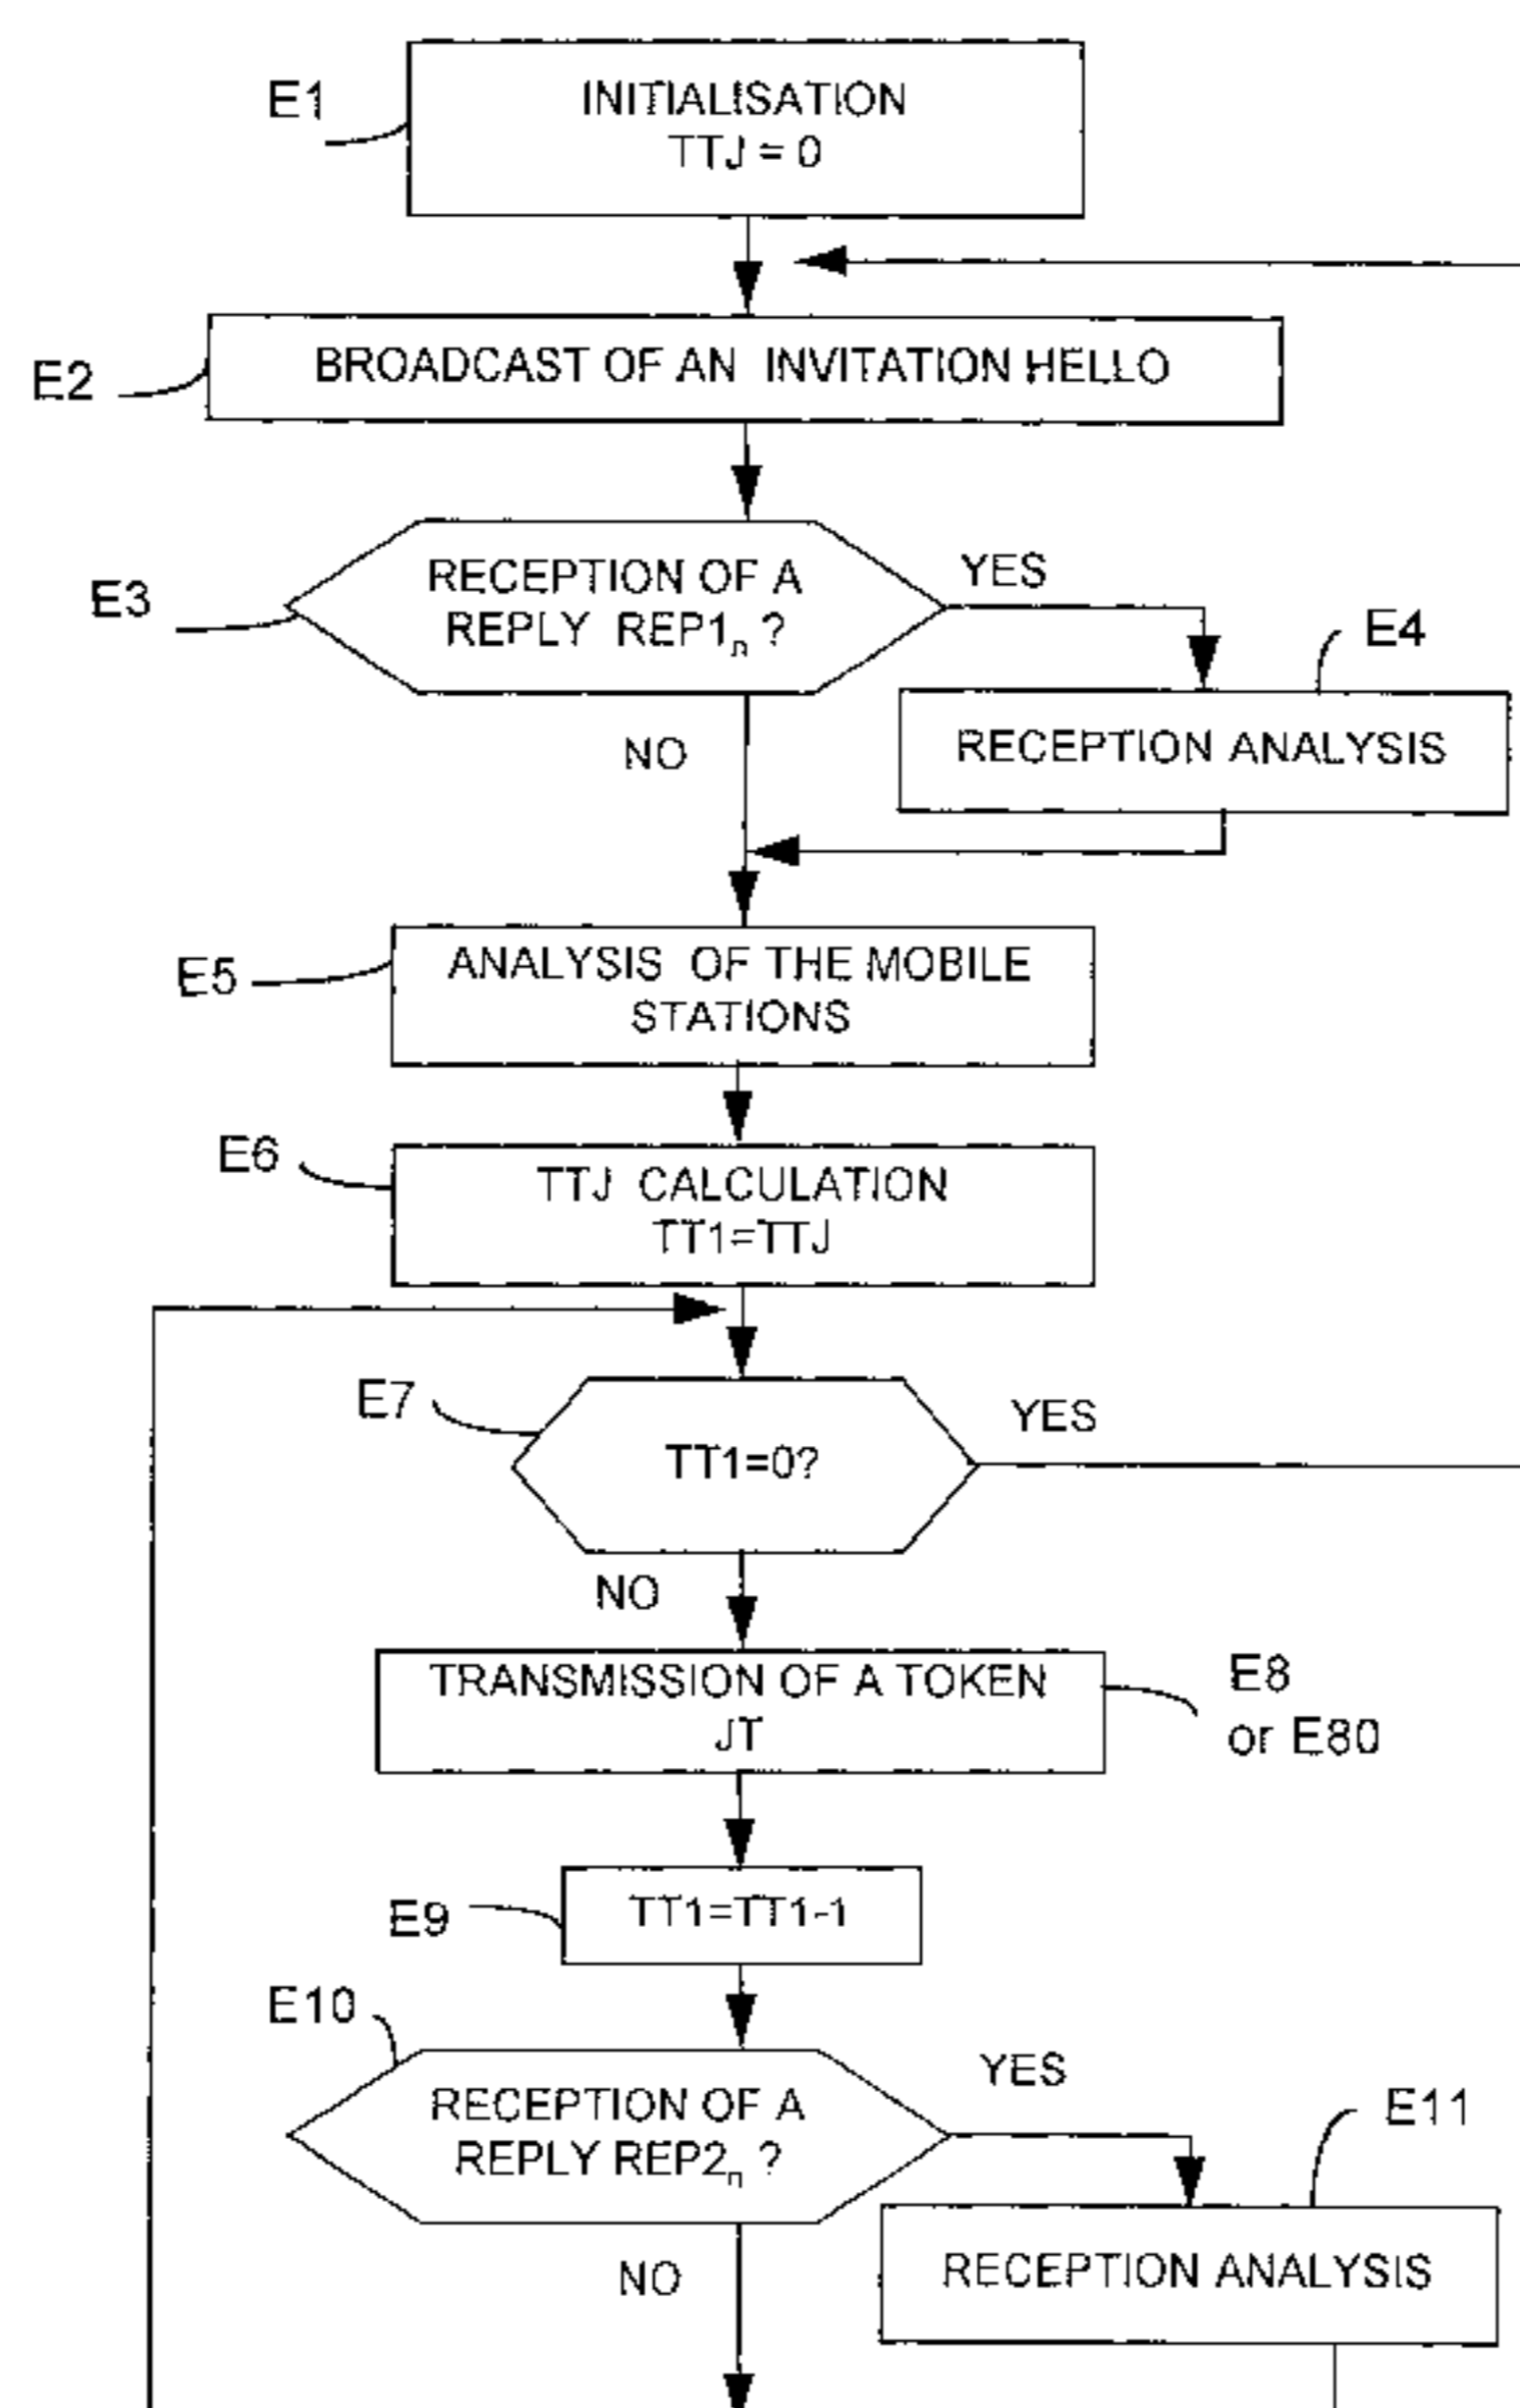 E1
INITIALISATION
TTJ = 0
E2
BROADCAST OF AN INVITATION HELLO
E3
RECEPTION OF A
REPLY REP1n ?
YES
E4
RECEPTION ANALYSIS
NO
E5
ANALYSIS OF THE MOBILE
STATIONS
E6
TTJ CALCULATION
TT1=TTJ
E7
TT1=0?
YES
NO
TRANSMISSION OF A TOKEN
JT
E8
or E80
E9
TT1=TT1-1
E10
RECEPTION OF A
REPLY REP2n ?
YES
E11
RECEPTION ANALYSIS
NO